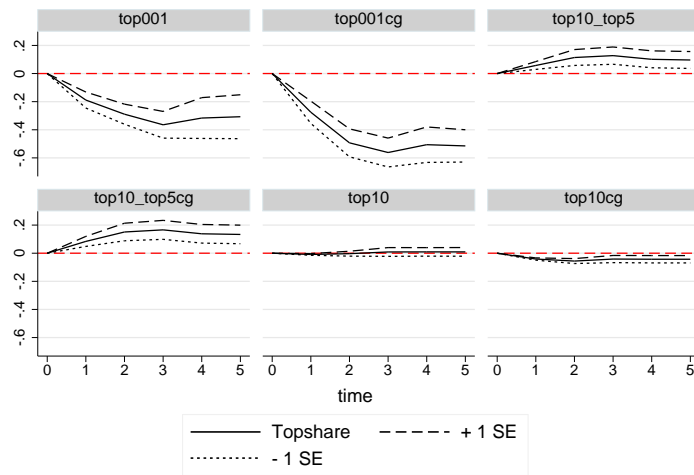 top001
top001cg
top10_top5
.2
0
-.2
-.4
-.6
top10_top5cg
top10
top10cg
.2
0
-.2
-.4
-.6
0 1 2 3 4 5
0 1 2 3 4 5
0 1 2 3 4 5
time
Topshare
+ 1 SE
- 1 SE